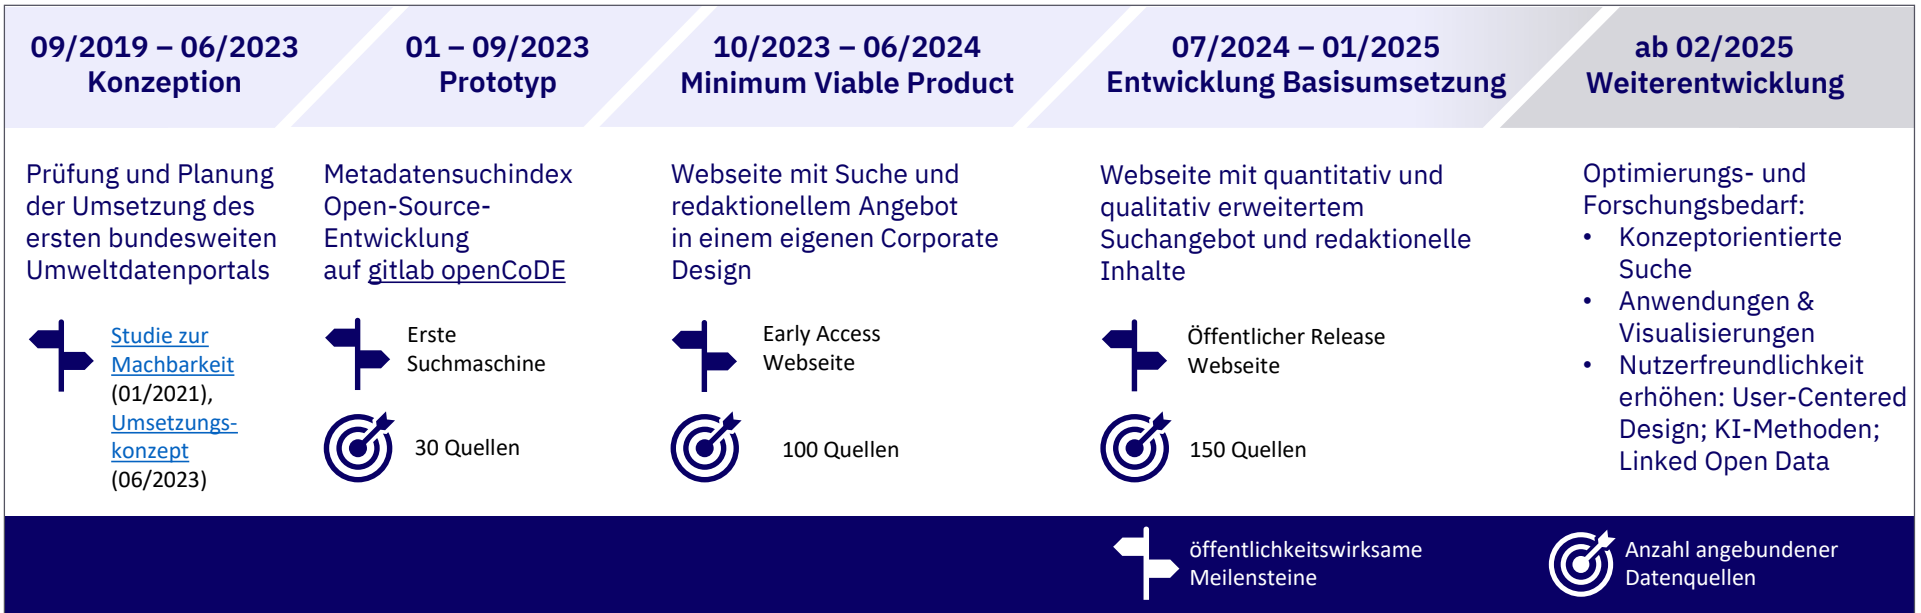 09/2019 – 06/2023
Konzeption
01 – 09/2023
Prototyp
10/2023 – 06/2024
Minimum Viable Product
07/2024 – 01/2025
Entwicklung Basisumsetzung
ab 02/2025
Weiterentwicklung
Prüfung und Planung
der Umsetzung des
ersten bundesweiten
Umweltdatenportals
Studie zur
Machbarkeit
(01/2021),
Umsetzungs-
konzept
(06/2023)
Metadatensuchindex
Open-Source-
Entwicklung
auf gitlab openCoDE
Erste
Suchmaschine
30 Quellen
Webseite mit Suche und
redaktionellem Angebot
in einem eigenen Corporate
Design
Early Access
Webseite
100 Quellen
Webseite mit quantitativ und
qualitativ erweitertem
Suchangebot und redaktionelle
Inhalte
Öffentlicher Release
Webseite
150 Quellen
Optimierungs- und
Forschungsbedarf:
• Konzeptorientierte
Suche
• Anwendungen &
Visualisierungen
• Nutzerfreundlichkeit
erhöhen: User-Centered
Design; KI-Methoden;
Linked Open Data
öffentlichkeitswirksame
Meilensteine
Anzahl angebundener
Datenquellen